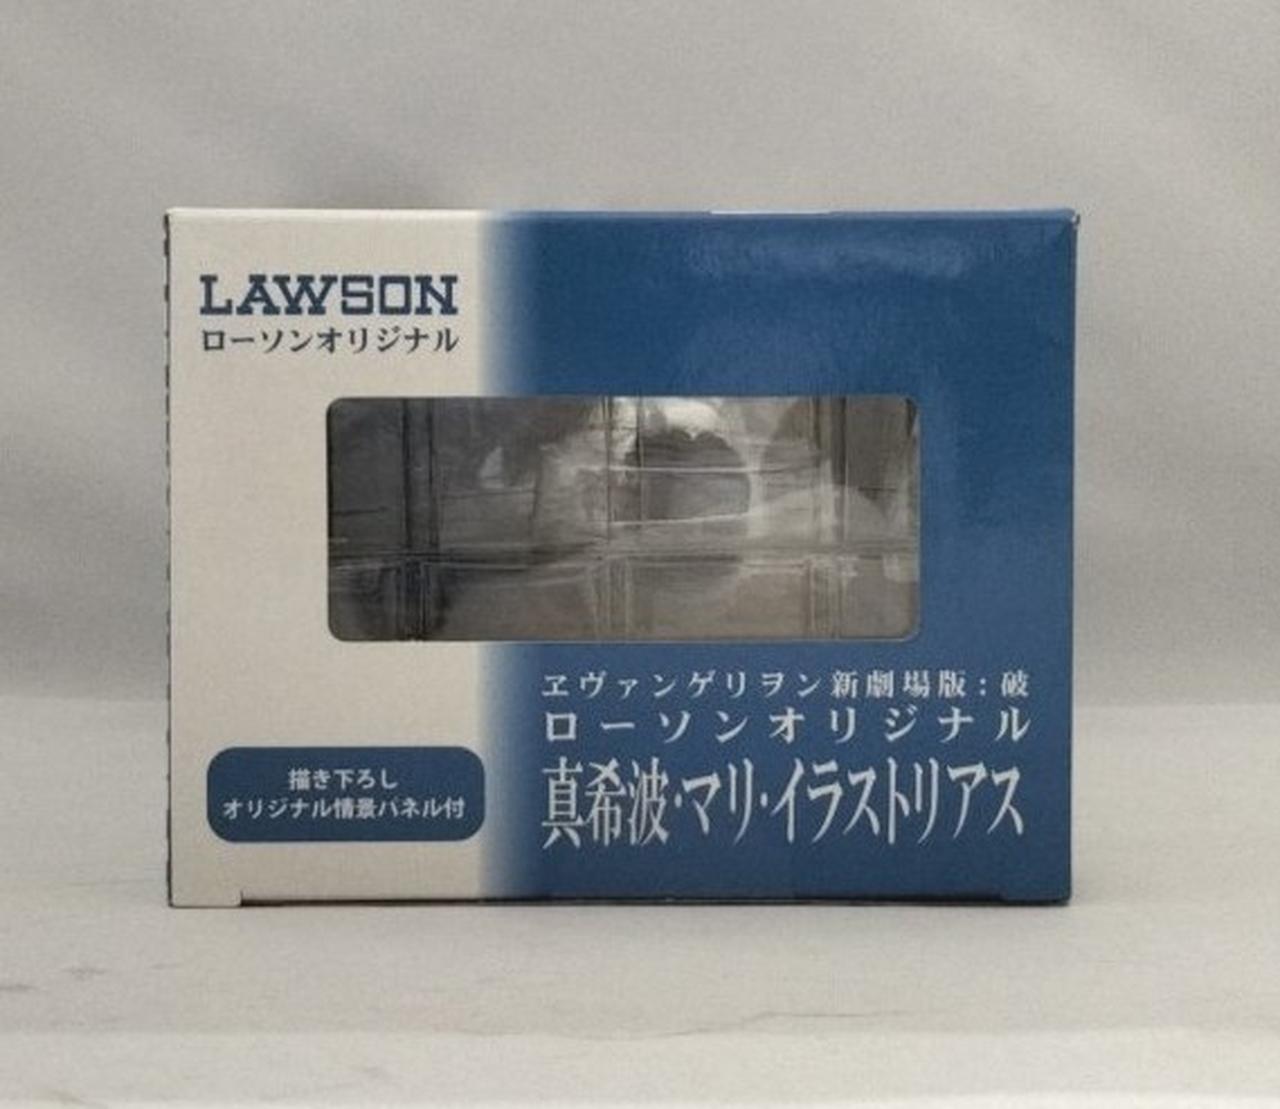 LAWSON
ローソンオリジナル
ヱヴァンゲリヲン新劇場版:破
ローソンオリジナル
真希波・マリ・イラストリアス
描き下ろし
オリジナル情景パネル付